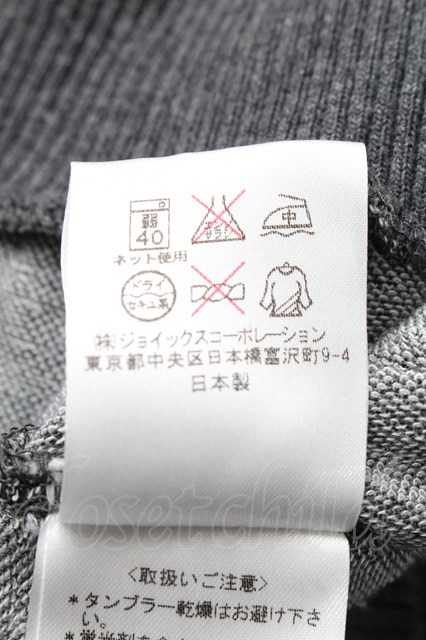 弱
40
エンソ
サラシ
中
ネット使用
ドライ
セキユ系
㈱ジョイックスコーポレーション
東京都中央区日本橋富沢町9-4
日本製
〈取扱いご注意〉
*タンブラー乾燥はお避け下さ
い。